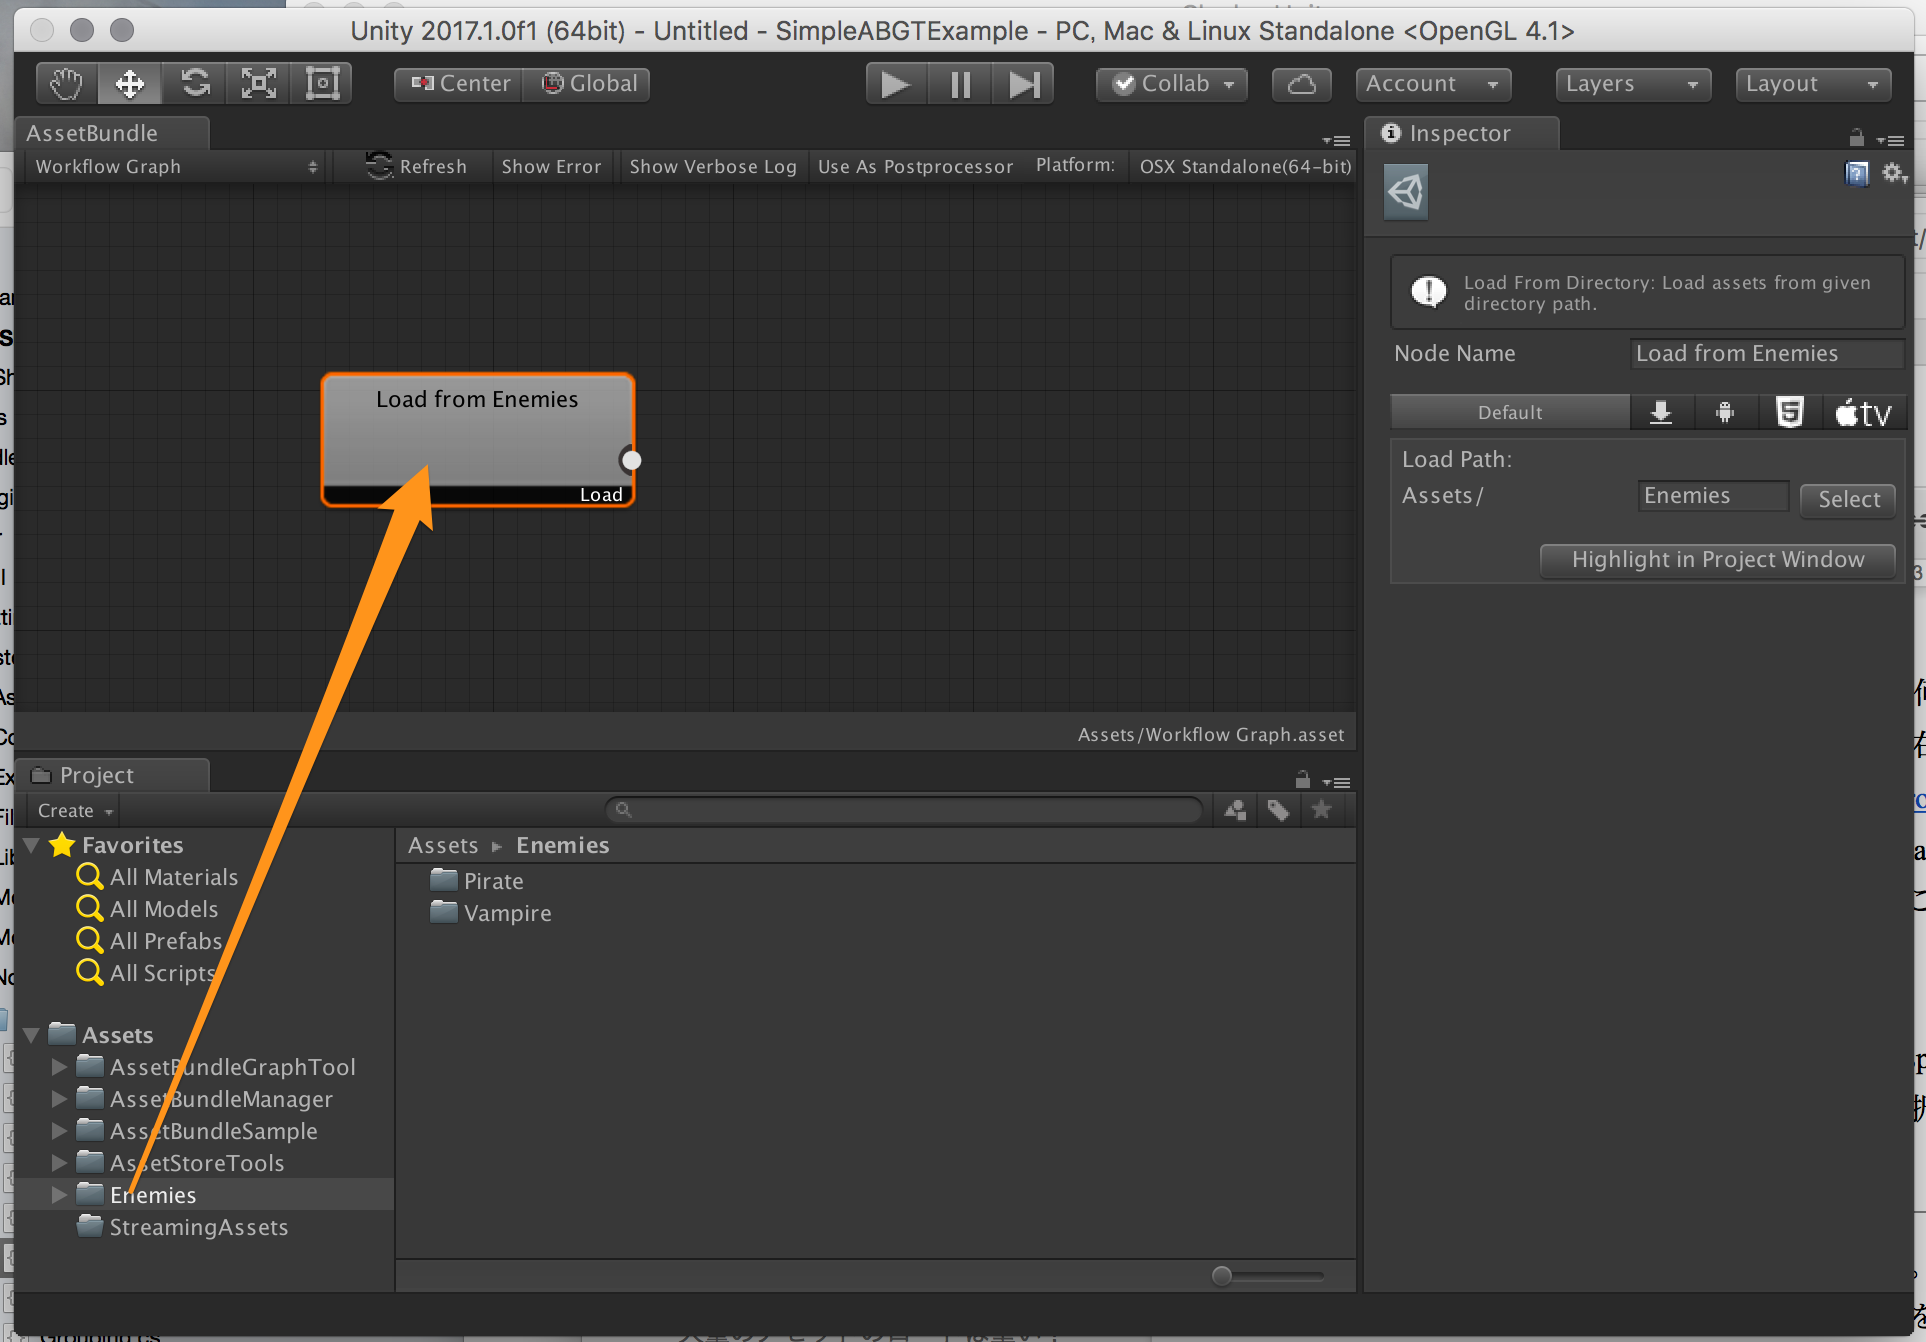 Unity 2017.1.0f1 (64bit) - Untitled - SimpleABGTExample - PC, Mac & Linux Standalone <OpenGL 4.1>
Center Global Collab Account Layers Layout
AssetBundle
Workflow Graph Refresh Show Error Show Verbose Log Use As Postprocessor Platform: OSX Standalone(64-bit)
Load from Enemies
Load
Assets/Workflow Graph.asset
Project
Create
Favorites
All Materials
All Models
All Prefabs
All Scripts
Assets
AssetBundleGraphTool
AssetBundleManager
AssetBundleSample
AssetStoreTools
Enemies
StreamingAssets
Assets Enemies
Pirate
Vampire
Inspector
Load From Directory: Load assets from given
directory path.
Node Name Load from Enemies
Default tv
Load Path:
Assets/ Enemies Select
Highlight in Project Window